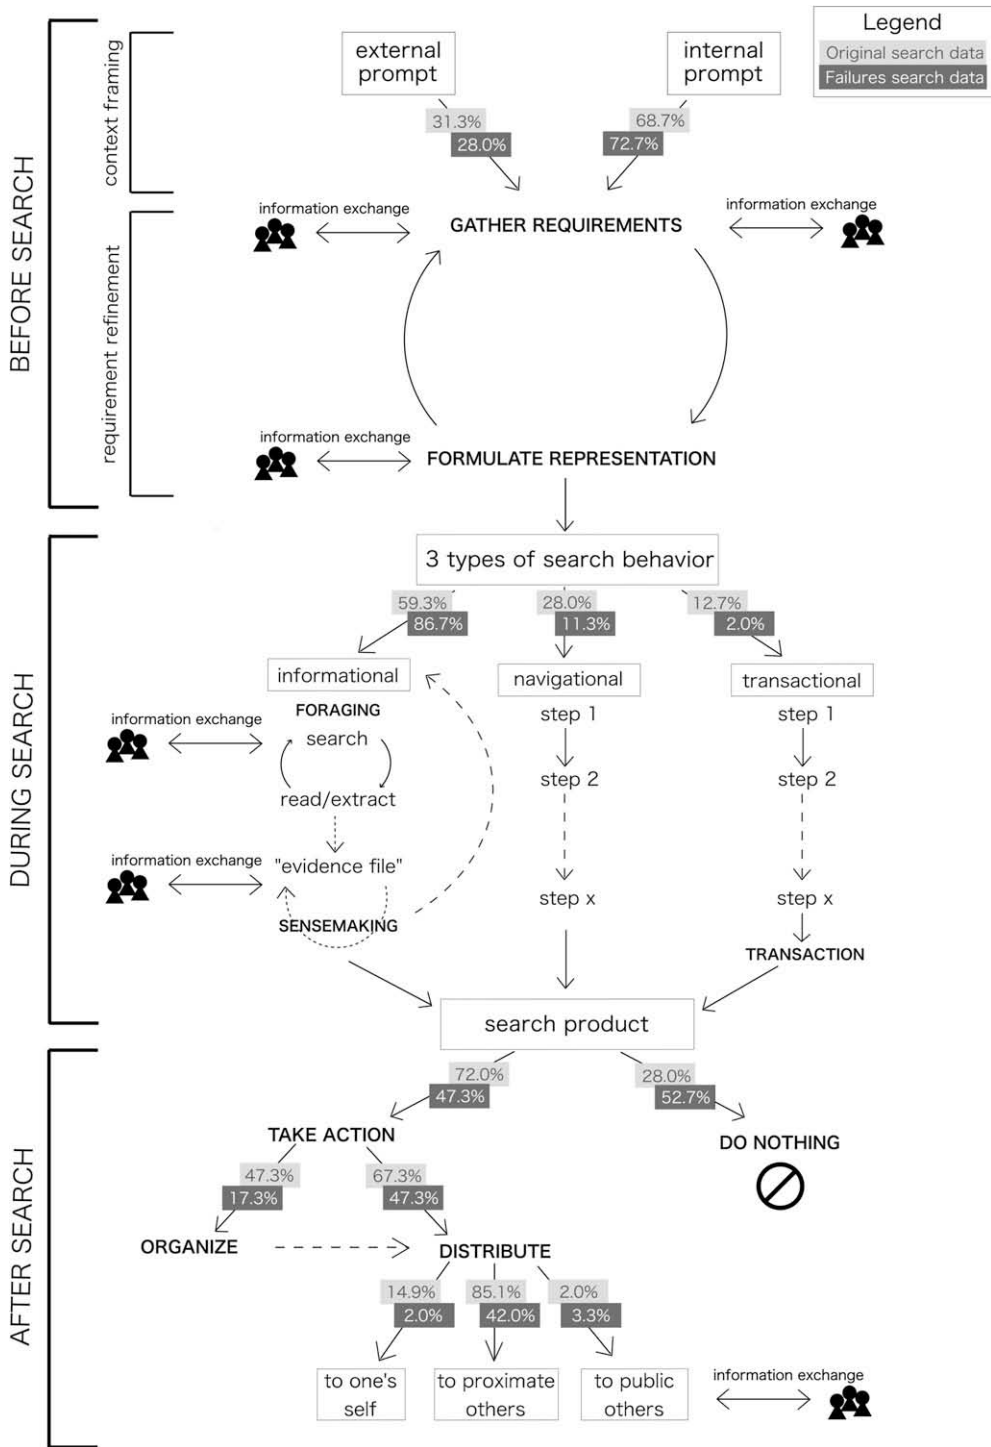 Legend
Original search data
Failures search data
BEFORE SEARCH
context framing
external
prompt
internal
prompt
31.3%
28.0%
68.7%
72.7%
requirement refinement
information exchange
GATHER REQUIREMENTS
information exchange
information exchange
FORMULATE REPRESENTATION
DURING SEARCH
3 types of search behavior
59.3%
86.7%
28.0%
11.3%
12.7%
2.0%
informational
navigational
transactional
FORAGING
information exchange
search
read/extract
information exchange
"evidence file"
SENSEMAKING
step 1
step 2
step x
step 1
step 2
step x
TRANSACTION
search product
AFTER SEARCH
72.0%
47.3%
28.0%
52.7%
TAKE ACTION
DO NOTHING
47.3%
17.3%
67.3%
47.3%
ORGANIZE
DISTRIBUTE
14.9%
2.0%
85.1%
42.0%
2.0%
3.3%
to one's
self
to proximate
others
to public
others
information exchange